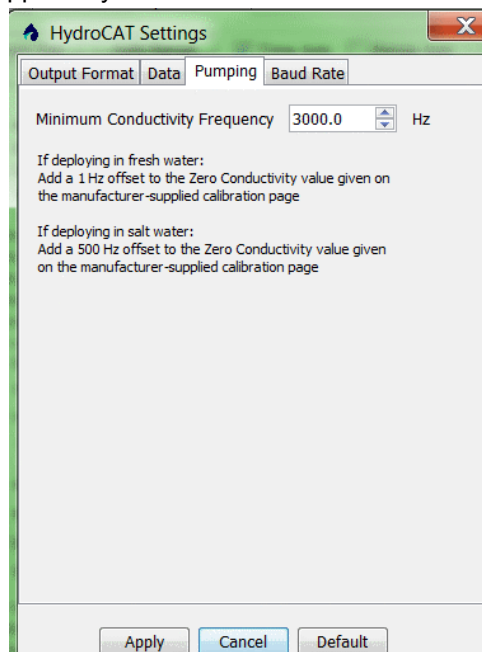 HydroCAT Settings
X
Output Format Data Pumping Baud Rate
Minimum Conductivity Frequency 3000.0 Hz
If deploying in fresh water:
Add a 1 Hz offset to the Zero Conductivity value given on
the manufacturer-supplied calibration page
If deploying in salt water:
Add a 500 Hz offset to the Zero Conductivity value given
on the manufacturer-supplied calibration page
Apply Cancel Default